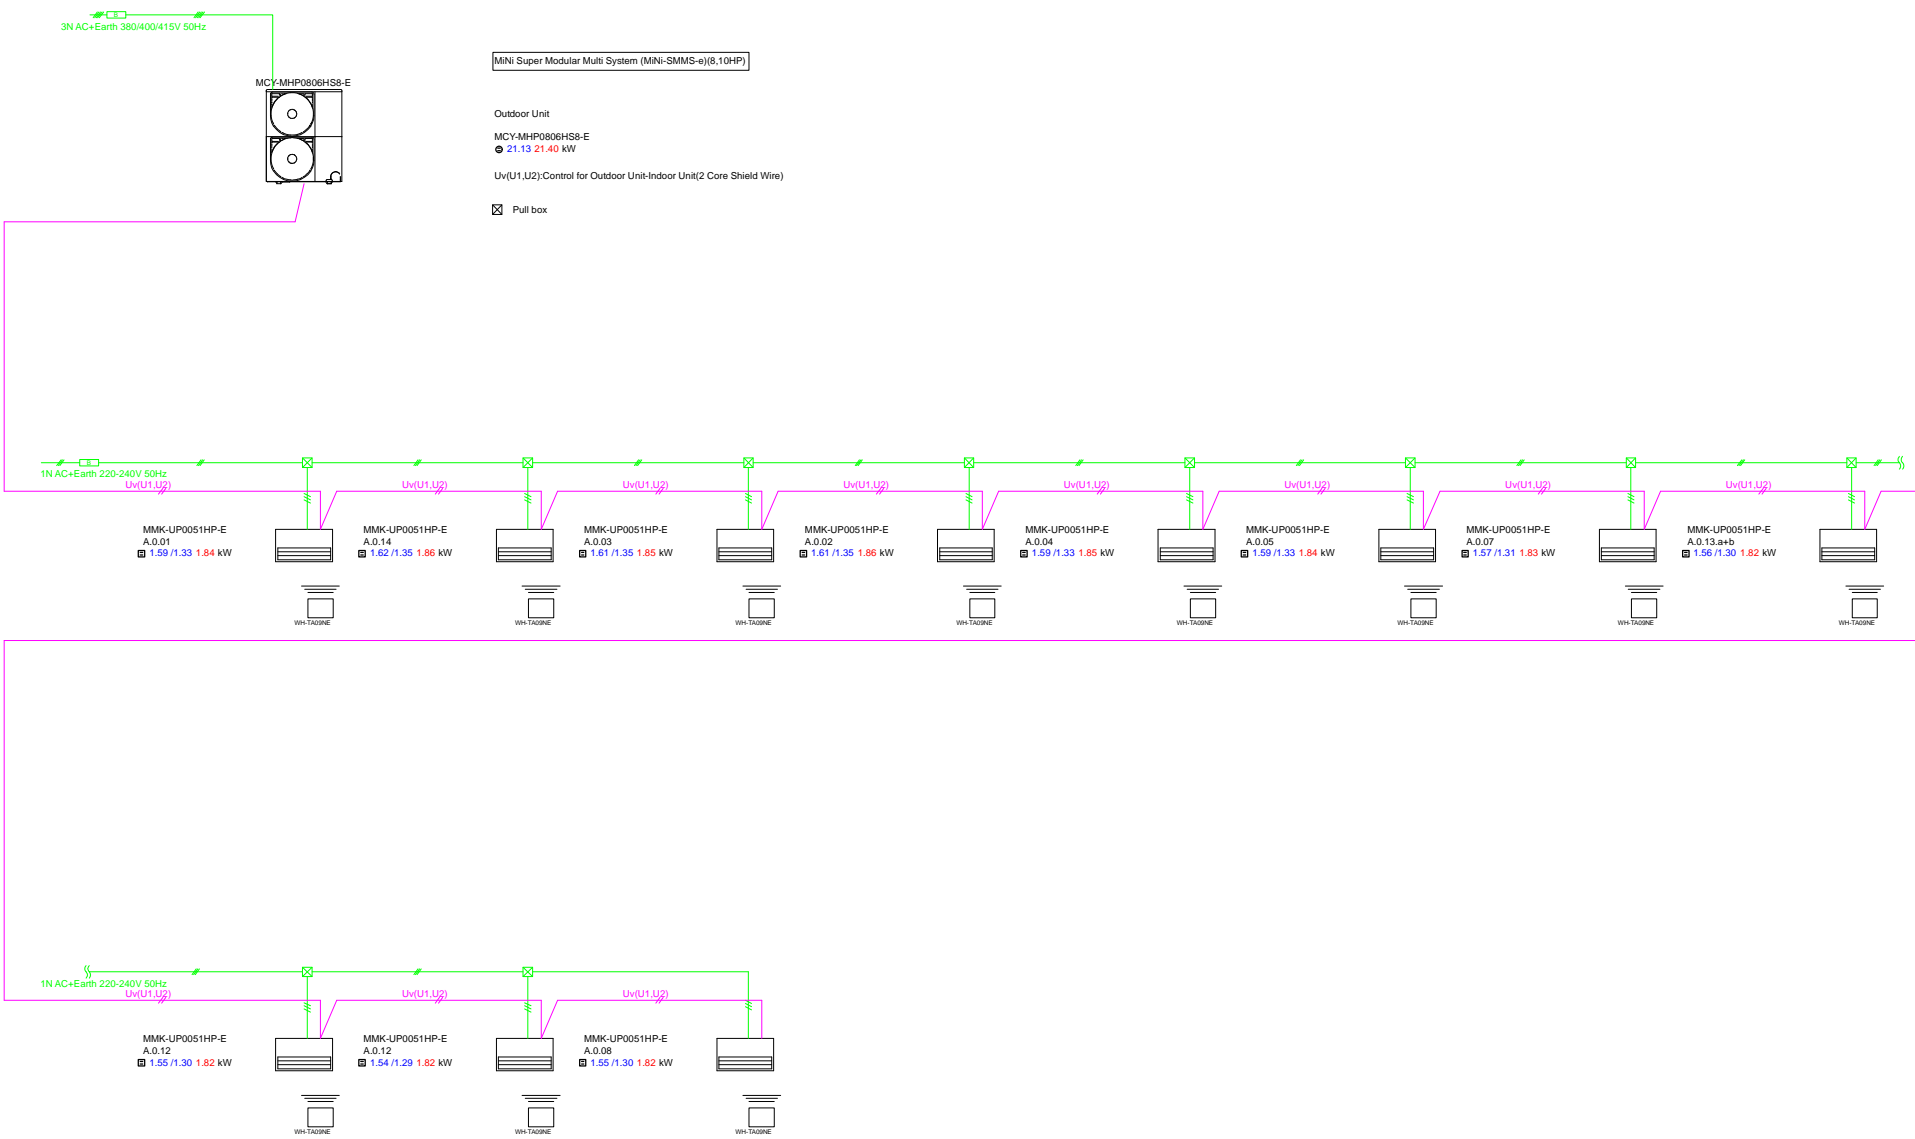 3N AC+Earth 380/400/415V 50Hz
MiNi Super Modular Multi System (MiNi-SMMS-e)(8,10HP)
MCY-MHP0806HS8-E
Outdoor Unit
MCY-MHP0806HS8-E
21.13 21.40 kW
Uv(U1,U2):Control for Outdoor Unit-Indoor Unit(2 Core Shield Wire)
Pull box
1N AC+Earth 220-240V 50Hz
Uv(U1,U2) Uv(U1,U2) Uv(U1,U2) Uv(U1,U2) Uv(U1,U2) Uv(U1,U2) Uv(U1,U2) Uv(U1,U2)
MMK-UP0051HP-E MMK-UP0051HP-E MMK-UP0051HP-E MMK-UP0051HP-E MMK-UP0051HP-E MMK-UP0051HP-E MMK-UP0051HP-E MMK-UP0051HP-E
A.0.01 A.0.14 A.0.03 A.0.02 A.0.04 A.0.05 A.0.07 A.0.13.a+b
1.59 /1.33 1.84 kW 1.62 /1.35 1.86 kW 1.61 /1.35 1.85 kW 1.61 /1.35 1.86 kW 1.59 /1.33 1.85 kW 1.59 /1.33 1.84 kW 1.57 /1.31 1.83 kW 1.56 /1.30 1.82 kW
WH-TA09NE WH-TA09NE WH-TA09NE WH-TA09NE WH-TA09NE WH-TA09NE WH-TA09NE WH-TA09NE
1N AC+Earth 220-240V 50Hz
Uv(U1,U2) Uv(U1,U2) Uv(U1,U2)
MMK-UP0051HP-E MMK-UP0051HP-E MMK-UP0051HP-E
A.0.12 A.0.12 A.0.08
1.55 /1.30 1.82 kW 1.54 /1.29 1.82 kW 1.55 /1.30 1.82 kW
WH-TA09NE WH-TA09NE WH-TA09NE